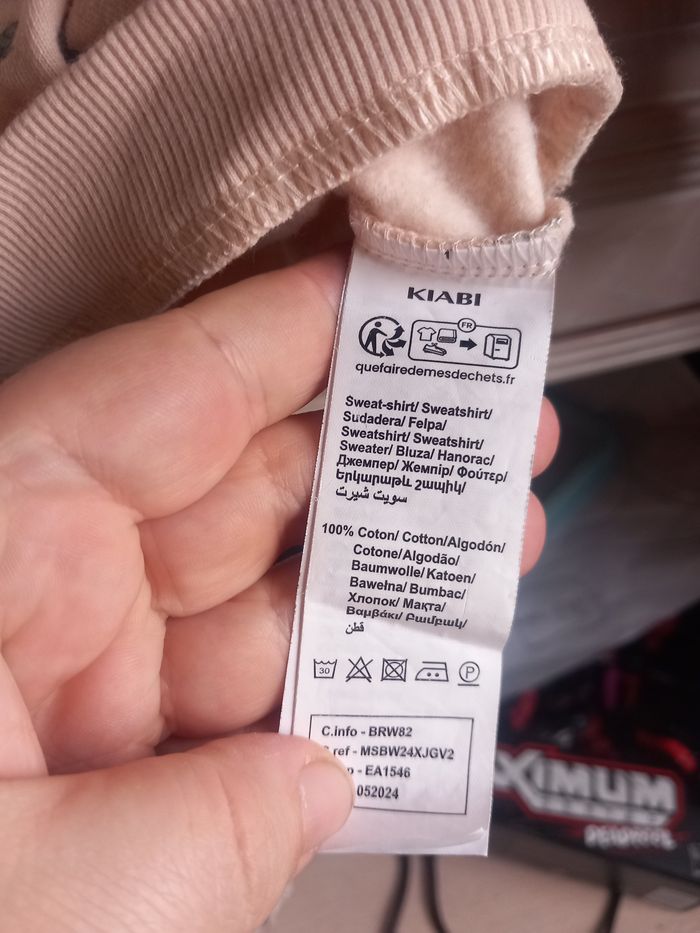 1
KIABI
FR
quefairedemesdechets.fr
Sweat-shirt/ Sweatshirt/
Sudadera/ Felpa/
Sweatshirt/ Sweatshirt/
Sweater/ Bluza/ Hanorac/
Джемпер/ Жемпір/ Φούτερ/
Երկարաթև շապիկ/
سويت شيرت
100% Coton/ Cotton/Algodón/
Cotone/Algodão/
Baumwolle/ Katoen/
Bawełna/ Bumbac/
Хлопок/ Мақта/
Βαμβάκι/ Բամբակ/
قطن
30
P
C.info - BRW82
ref - MSBW24XJGV2
- EA1546
052024
XIMUM